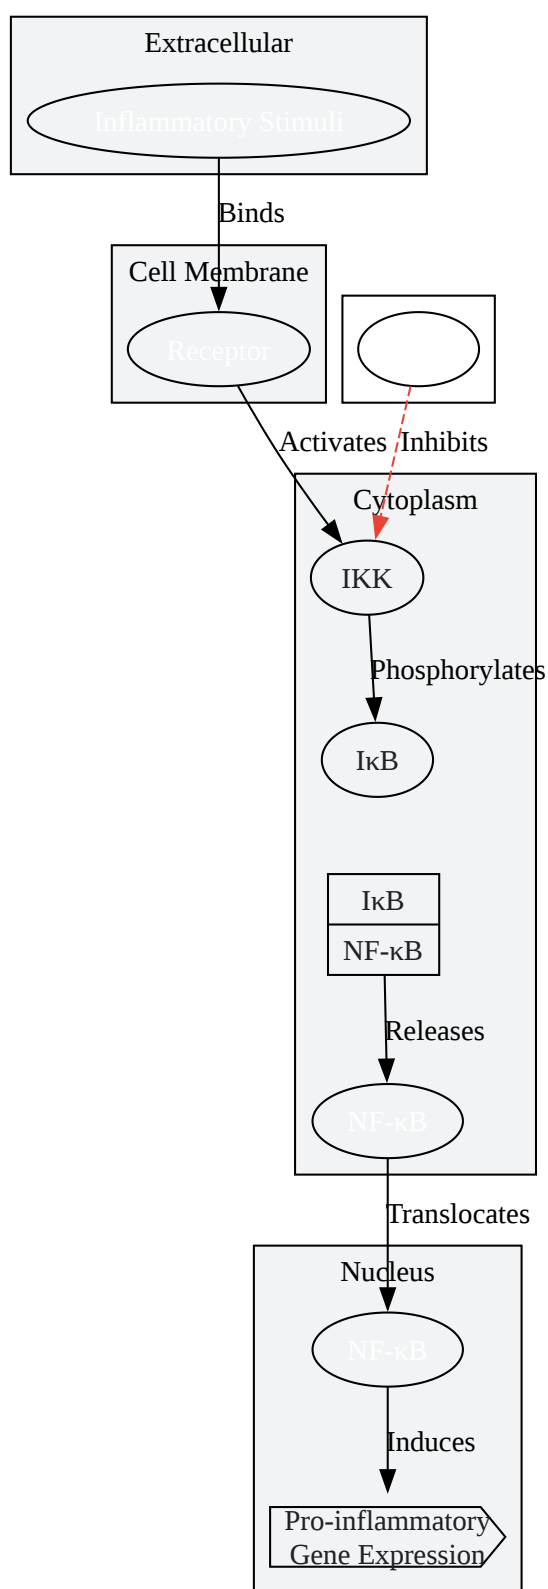 Extracellular
Inflammatory Stimuli
Binds
Cell Membrane
Receptor
Activates
Inhibits
Cytoplasm
IKK
Phosphorylates
IκB
IκB
NF-κB
Releases
NF-κB
Translocates
Nucleus
NF-κB
Induces
Pro-inflammatory
Gene Expression